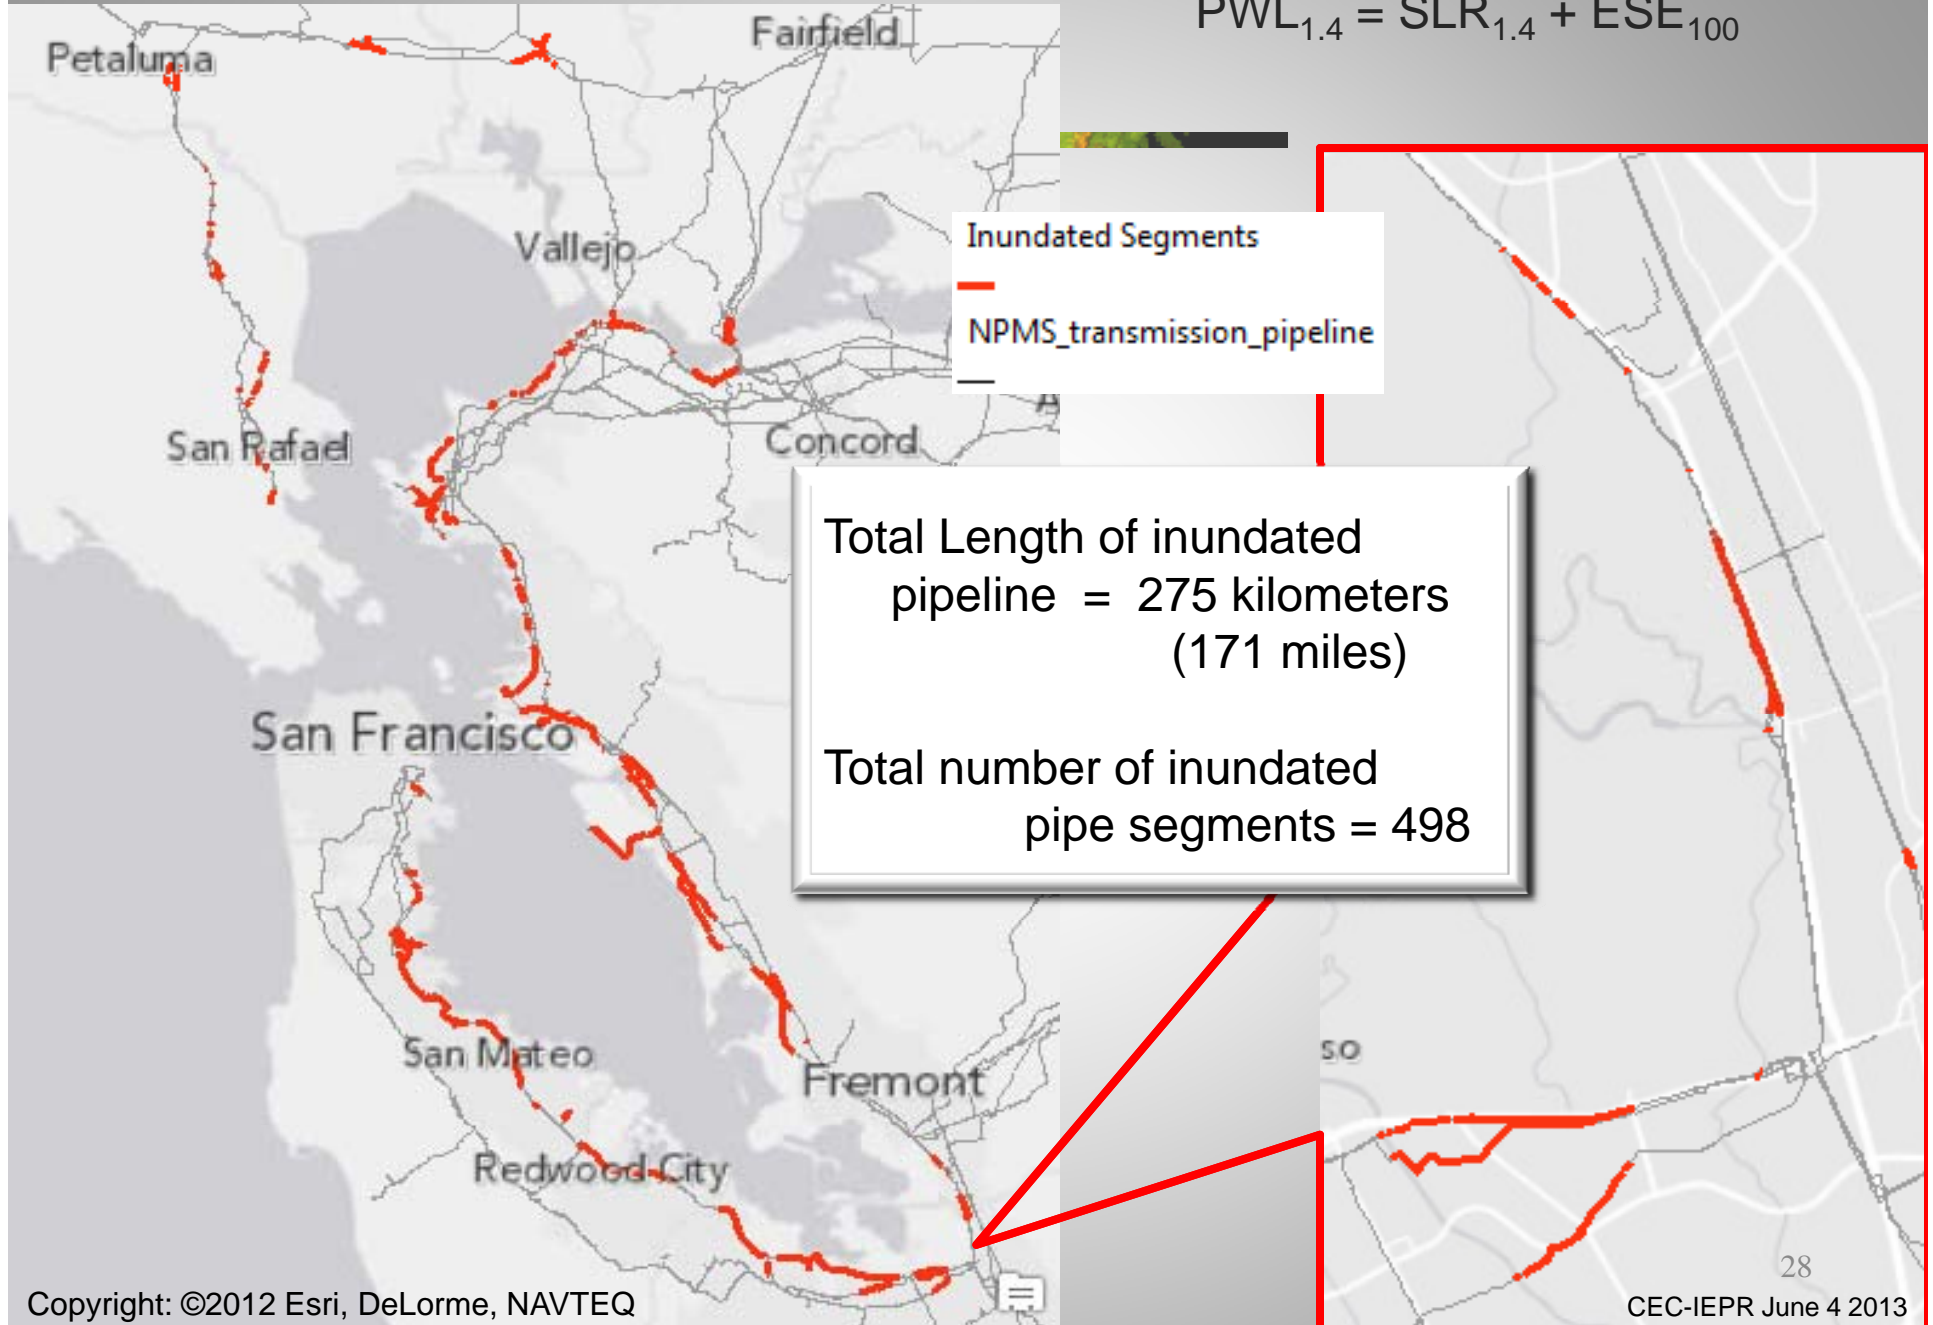 PWL1.4 = SLR1.4 + ESE100
Petaluma
Fairfield
Vallejo
Inundated Segments
NPMS_transmission_pipeline
A
San Rafael
Concord
Total Length of inundated
pipeline = 275 kilometers
(171 miles)
Total number of inundated
pipe segments = 498
San Francisco
San Mateo
Fremont
so
Redwood City
28
Copyright: ©2012 Esri, DeLorme, NAVTEQ
CEC-IEPR June 4 2013